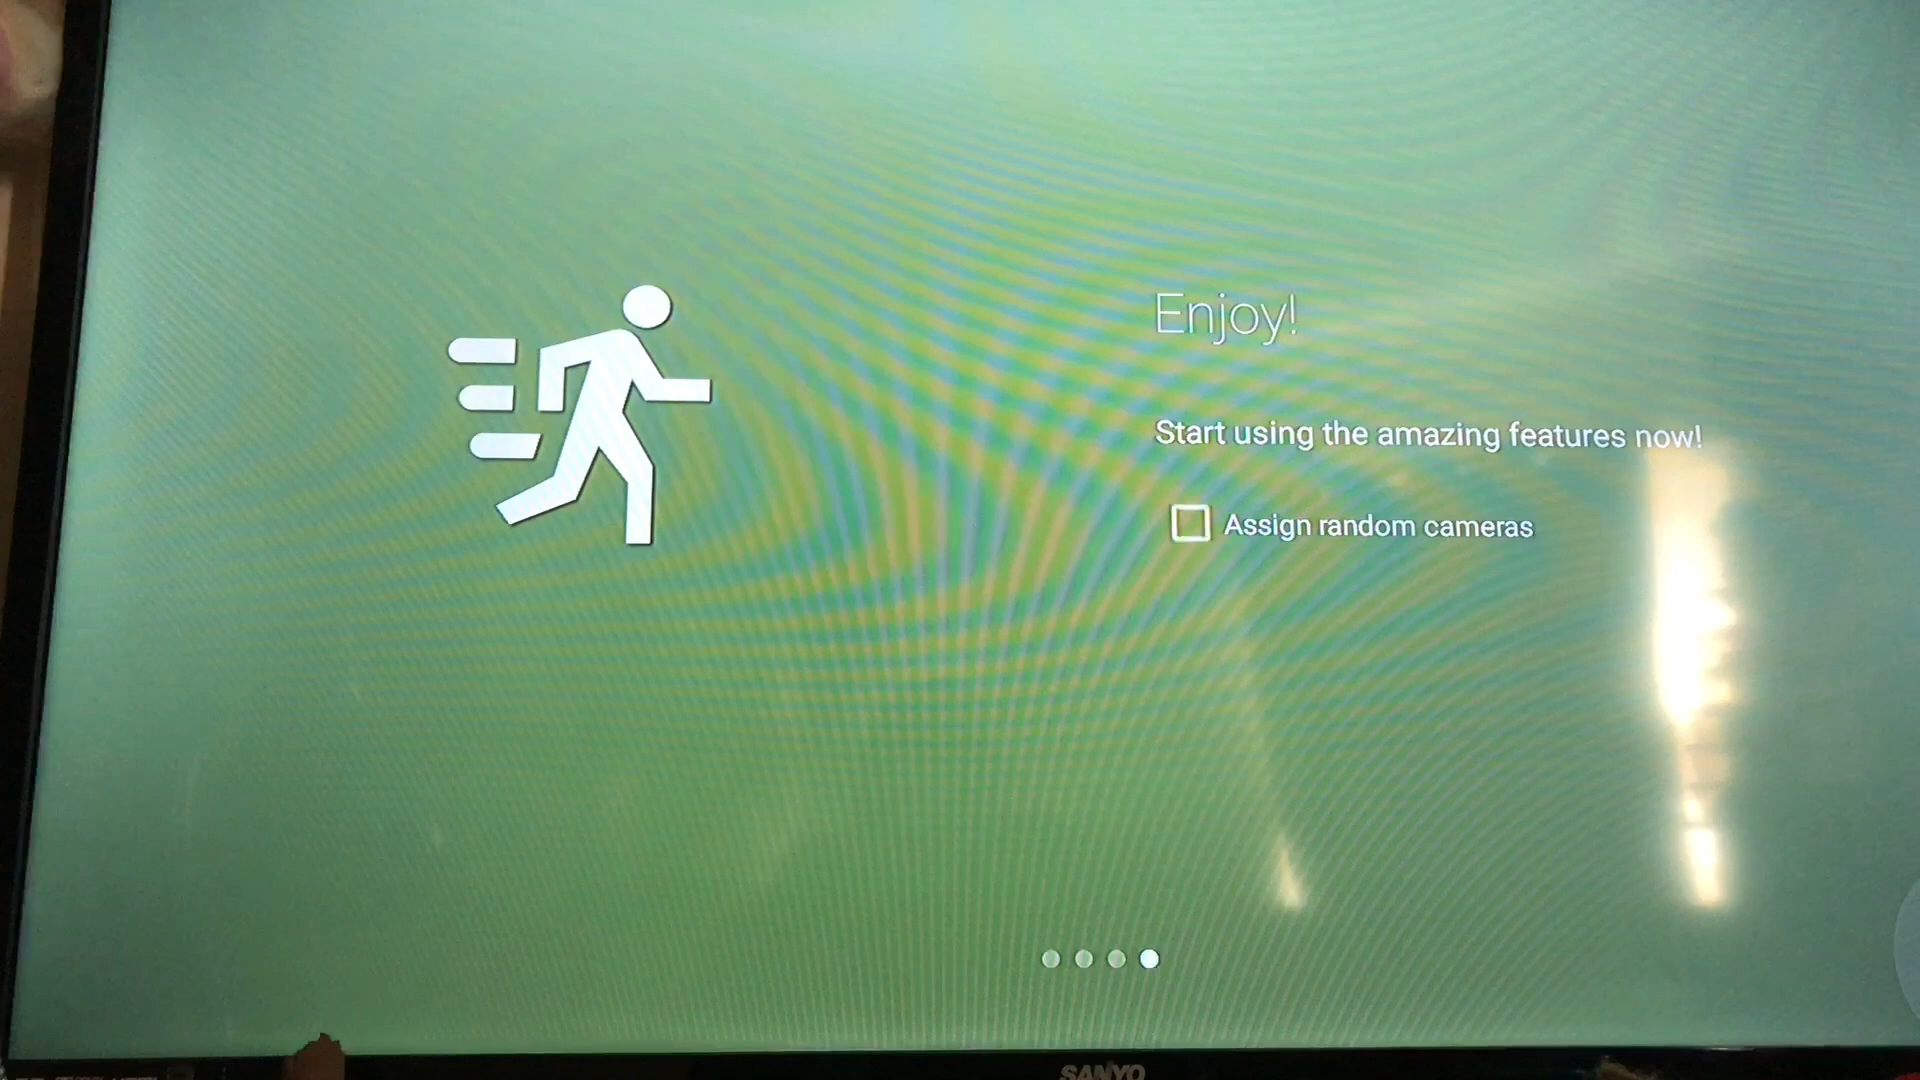 Enjoy!
Start using the amazing features now!
Assign random cameras
SANYO